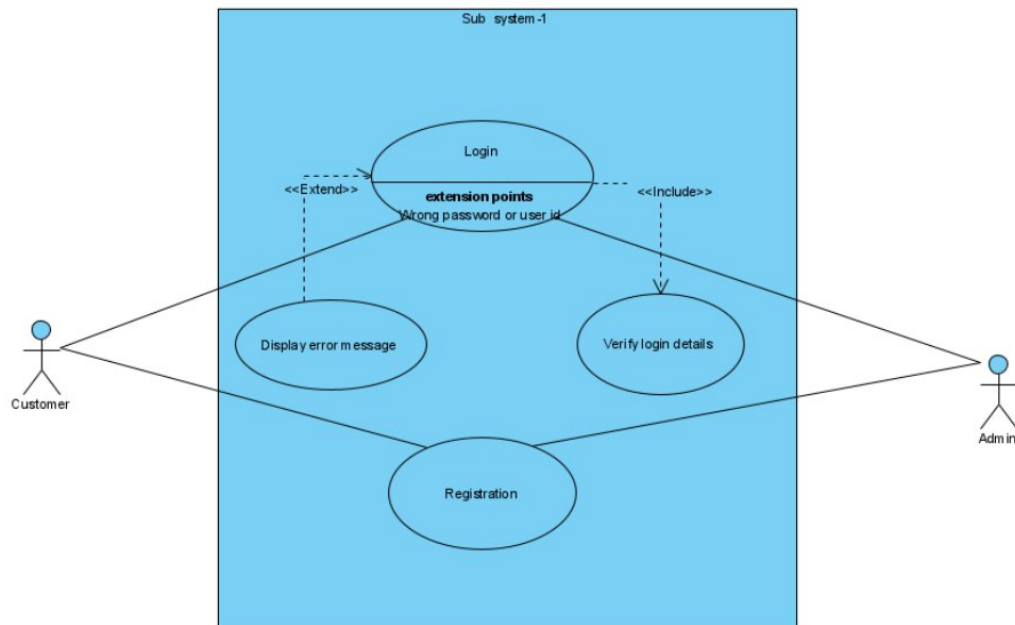 Sub system-1
Login
<<Extend>>
<<Include>>
extension points
Wrong password or user id
Display error message
Verify login details
Customer
Admin
Registration